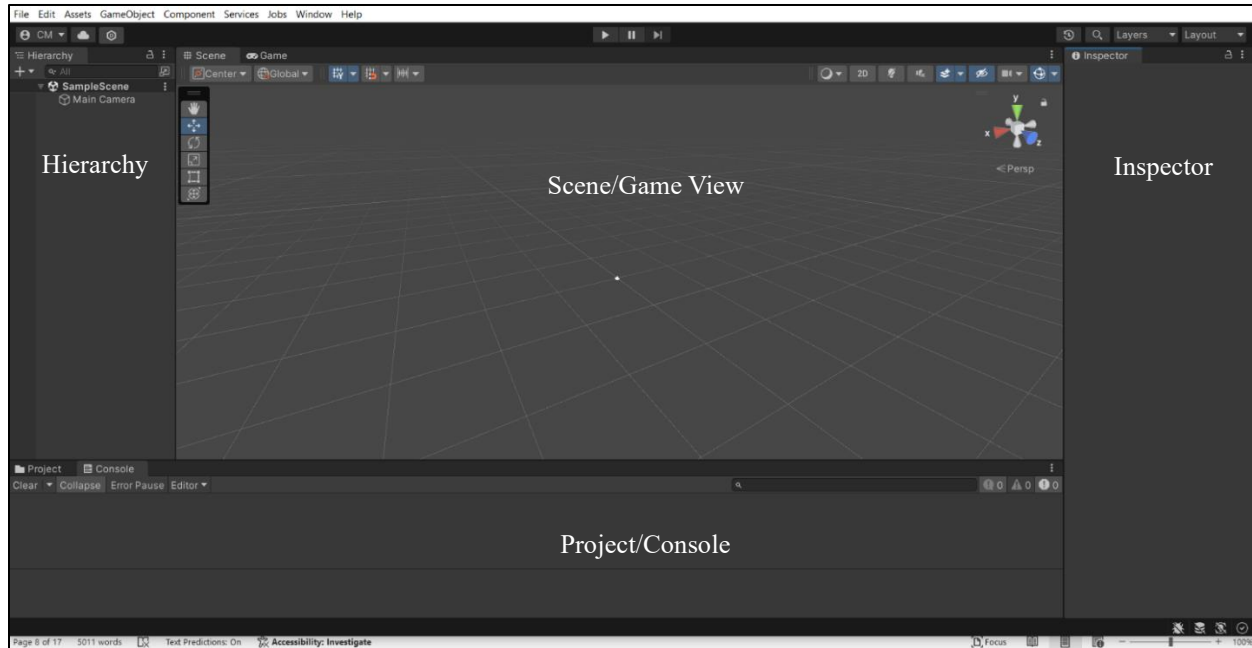 File Edit Assets GameObject Component Services Jobs Window Help
CM Layers Layout
Hierarchy Scene Game Inspector
All Center Global 2D
SampleScene
Main Camera
y
x
z
Persp
Hierarchy
Scene/Game View
Inspector
Project Console
Clear Collapse Error Pause Editor 0 0 0
Project/Console
Page 8 of 17 5011 words Text Predictions: On Accessibility: Investigate Focus 100%